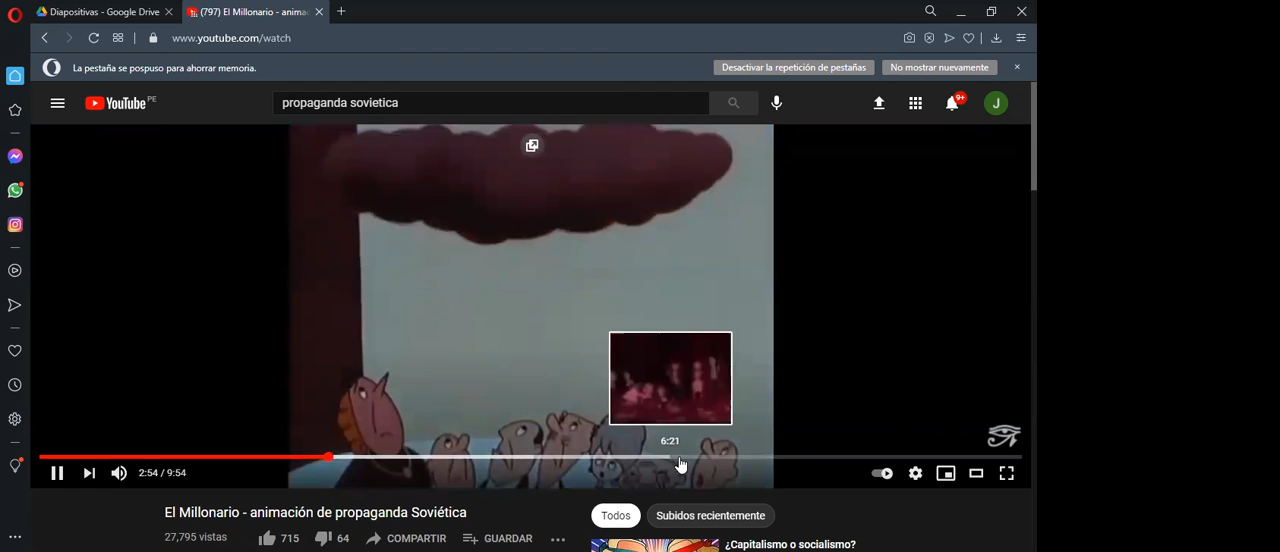 Diapositivas - Google Drive
(797) El Millonario - anima
www.youtube.com/watch
La pestaña se pospuso para ahorrar memoria.
Desactivar la repetición de pestañas
No mostrar nuevamente
YouTube PE
propaganda sovietica
9+
J
6:21
2:54 / 9:54
El Millonario - animación de propaganda Soviética
Todos
Subidos recientemente
27,795 vistas
715
64
COMPARTIR
GUARDAR
¿Capitalismo o socialismo?